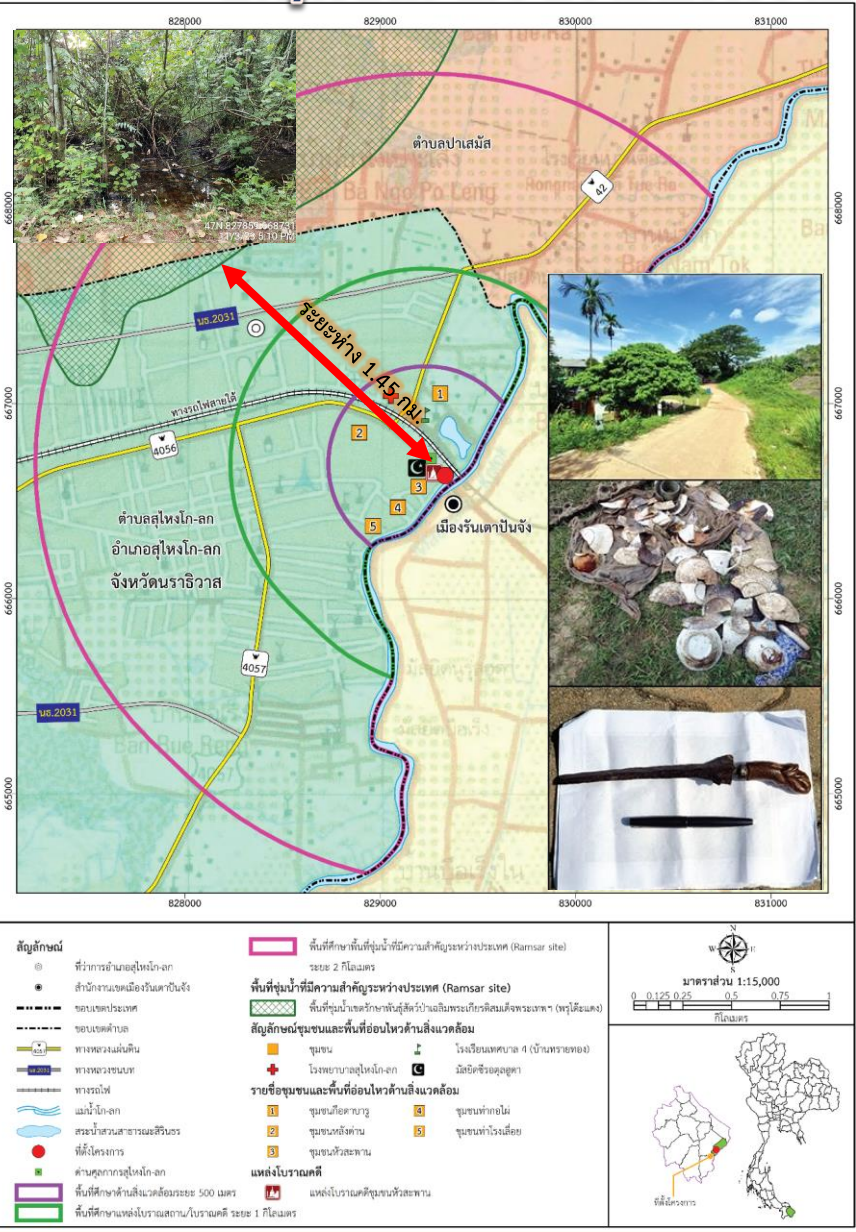 828000 829000 830000 831000
668000 668000
667000 667000
666000 666000
665000 665000
47N 827859 668731
11/3/23 5:10 PM
ตำบลปาเสมัส
Ba Ngo Po Leng
42
Ban Nam Tok
นธ.2031
ระยะห่าง 1.45 กม.
ทางรถไฟสายใต้
4056
1
2
3
4
5
เมืองรันเตาปันจัง
ตำบลสุไหงโก-ลก
อำเภอสุไหงโก-ลก
จังหวัดนราธิวาส
4057
นธ.2031
Ban Bue Reng
828000 829000 830000 831000
สัญลักษณ์
ที่ว่าการอำเภอสุไหงโก-ลก
สำนักงานเขตเมืองรันเตาปันจัง
ขอบเขตประเทศ
ขอบเขตตำบล
4057 ทางหลวงแผ่นดิน
นธ.2031 ทางหลวงชนบท
ทางรถไฟ
แม่น้ำโก-ลก
สระน้ำสวนสาธารณะสิรินธร
ที่ตั้งโครงการ
ด่านศุลกากรสุไหงโก-ลก
พื้นที่ศึกษาด้านสิ่งแวดล้อมระยะ 500 เมตร
พื้นที่ศึกษาแหล่งโบราณสถาน/โบราณคดี ระยะ 1 กิโลเมตร
พื้นที่ศึกษาพื้นที่ชุ่มน้ำที่มีความสำคัญระหว่างประเทศ (Ramsar site)
ระยะ 2 กิโลเมตร
พื้นที่ชุ่มน้ำที่มีความสำคัญระหว่างประเทศ (Ramsar site)
พื้นที่ชุ่มน้ำเขตรักษาพันธุ์สัตว์ป่าเฉลิมพระเกียรติสมเด็จพระเทพฯ (พรุโต๊ะแดง)
สัญลักษณ์ชุมชนและพื้นที่อ่อนไหวด้านสิ่งแวดล้อม
ชุมชน โรงเรียนเทศบาล 4 (บ้านทรายทอง)
โรงพยาบาลสุไหงโก-ลก มัสยิดซีรอตุลฮูดา
รายชื่อชุมชนและพื้นที่อ่อนไหวด้านสิ่งแวดล้อม
1 ชุมชนกือดาบารู 4 ชุมชนท่ากอไผ่
2 ชุมชนหลังด่าน 5 ชุมชนท่าโรงเลื่อย
3 ชุมชนหัวสะพาน
แหล่งโบราณคดี
แหล่งโบราณคดีชุมชนหัวสะพาน
N
W E
S
มาตราส่วน 1:15,000
0 0.125 0.25 0.5 0.75 1
กิโลเมตร
ที่ตั้งโครงการ